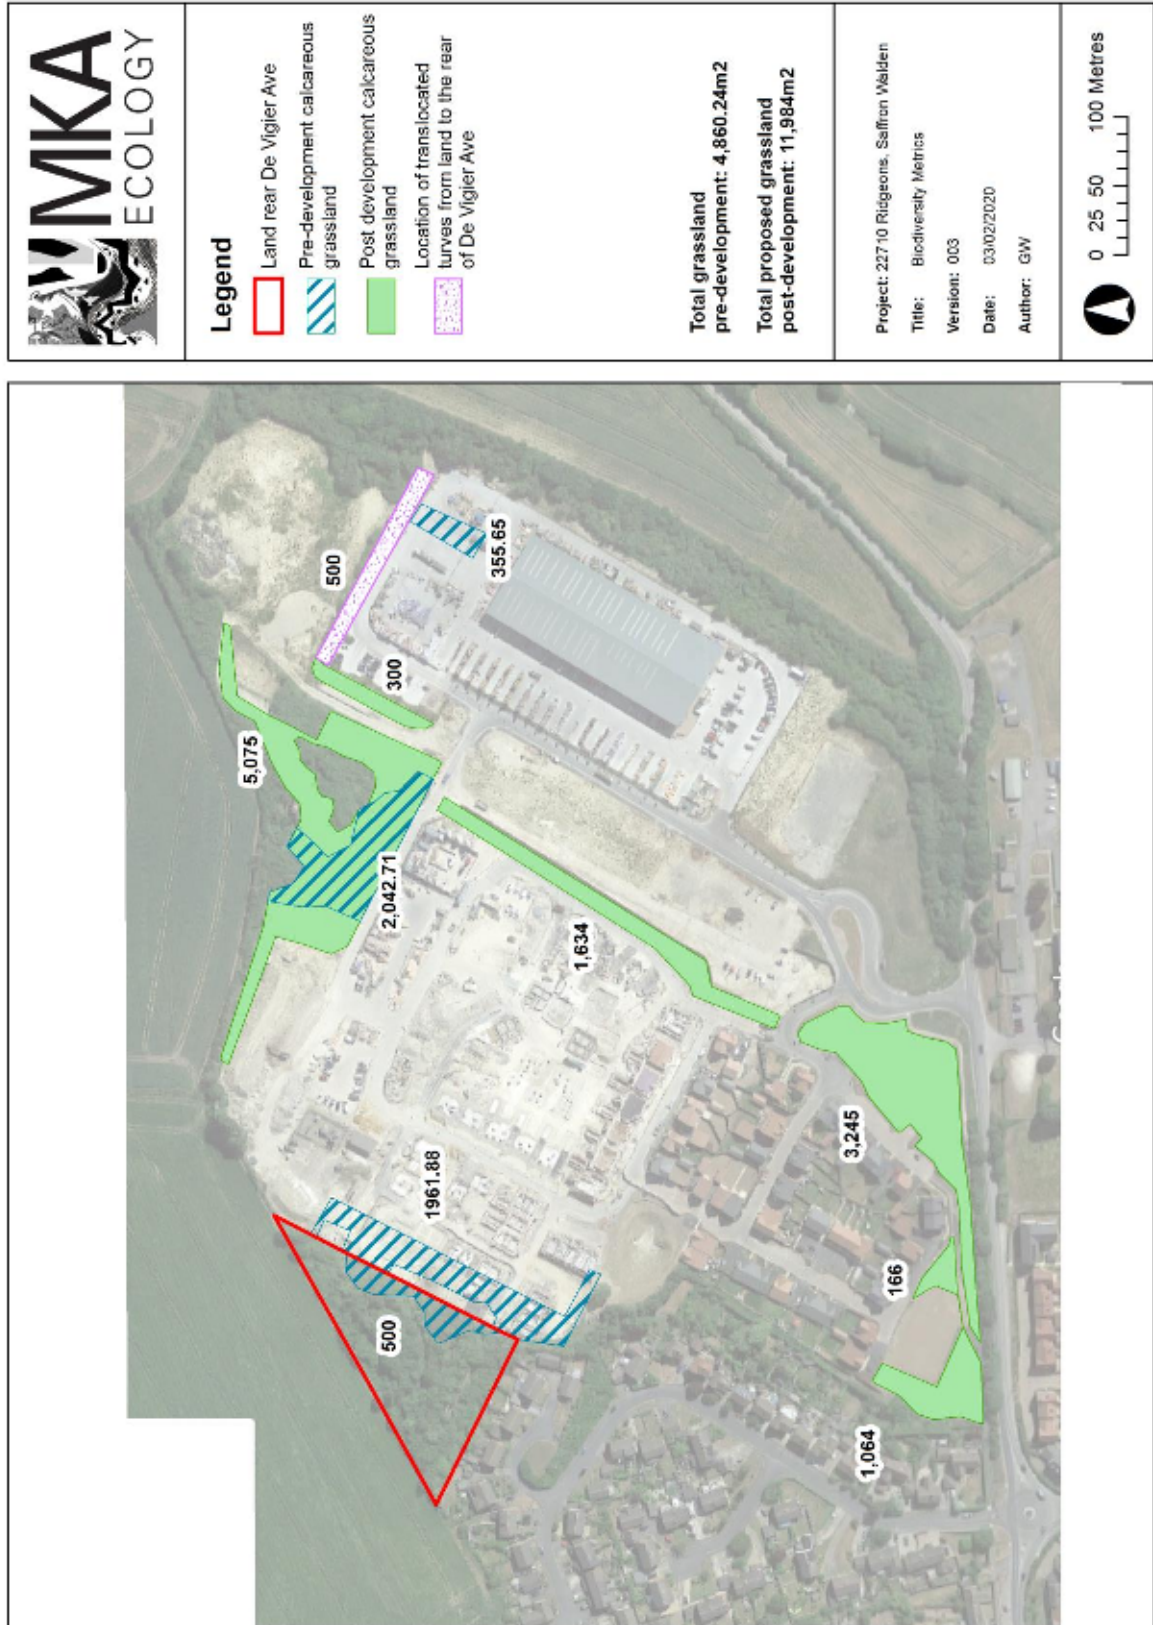 MKA
ECOLOGY
Legend
Land rear De Vigier Ave
Pre-development calcareous
grassland
Post development calcareous
grassland
Location of translocated
turves from land to the rear
of De Vigier Ave
Total grassland
pre-development: 4,860.24m2
Total proposed grassland
post-development: 11,984m2
Project: 22710 Ridgeons, Saffron Walden
Title: Biodiversity Metrics
Version: 003
Date: 03/02/2020
Author: GW
0 25 50 100 Metres
5,075
500
300
355.65
2,042.71
1,634
1961.88
500
3,245
166
1,064